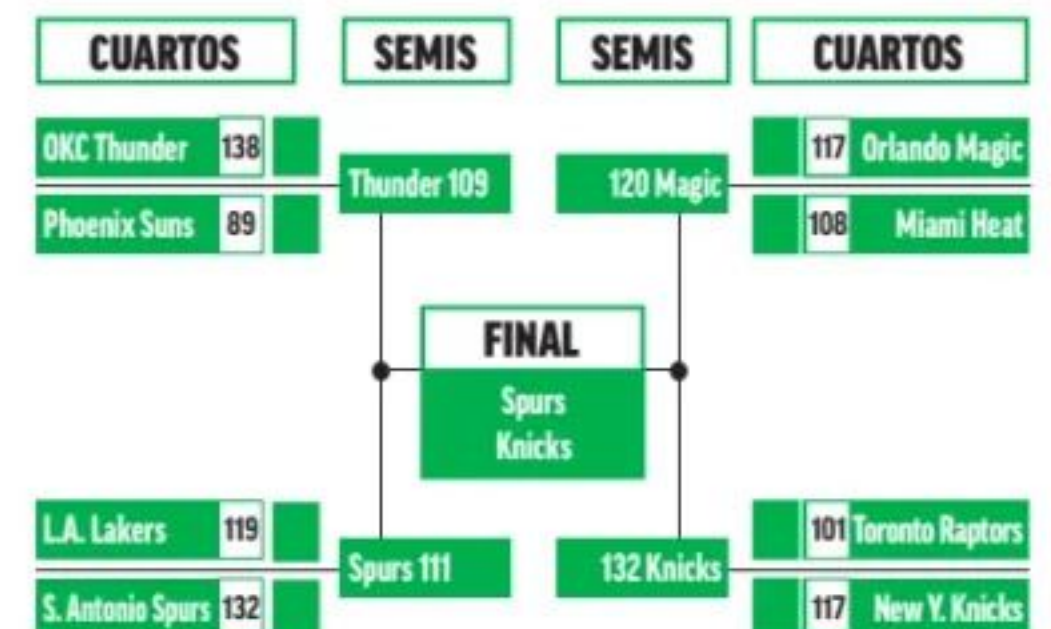 CUARTOS
SEMIS
SEMIS
CUARTOS
OKC Thunder 138
Phoenix Suns 89
Thunder 109
120 Magic
117 Orlando Magic
108 Miami Heat
FINAL
Spurs
Knicks
L.A. Lakers 119
S. Antonio Spurs 132
Spurs 111
132 Knicks
101 Toronto Raptors
117 New Y. Knicks